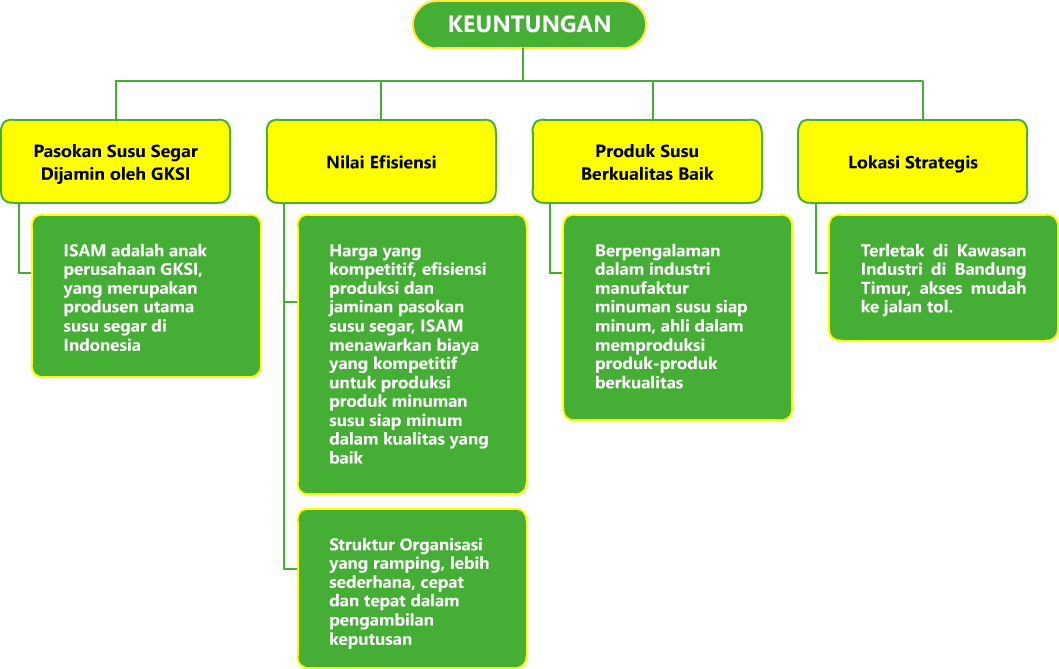 KEUNTUNGAN
Pasokan Susu Segar
Dijamin oleh GKSI
ISAM adalah anak
perusahaan GKSI,
yang merupakan
produsen utama
susu segar di
Indonesia
Nilai Efisiensi
Harga yang
kompetitif, efisiensi
produksi dan
jaminan pasokan
susu segar, ISAM
menawarkan biaya
yang kompetitif
untuk produksi
produk minuman
susu siap minum
dalam kualitas yang
baik
Struktur Organisasi
yang ramping, lebih
sederhana, cepat
dan tepat dalam
pengambilan
keputusan
Produk Susu
Berkualitas Baik
Berpengalaman
dalam industri
manufaktur
minuman susu siap
minum, ahli dalam
memproduksi
produk-produk
berkualitas
Lokasi Strategis
Terletak di Kawasan
Industri di Bandung
Timur, akses mudah
ke jalan tol.